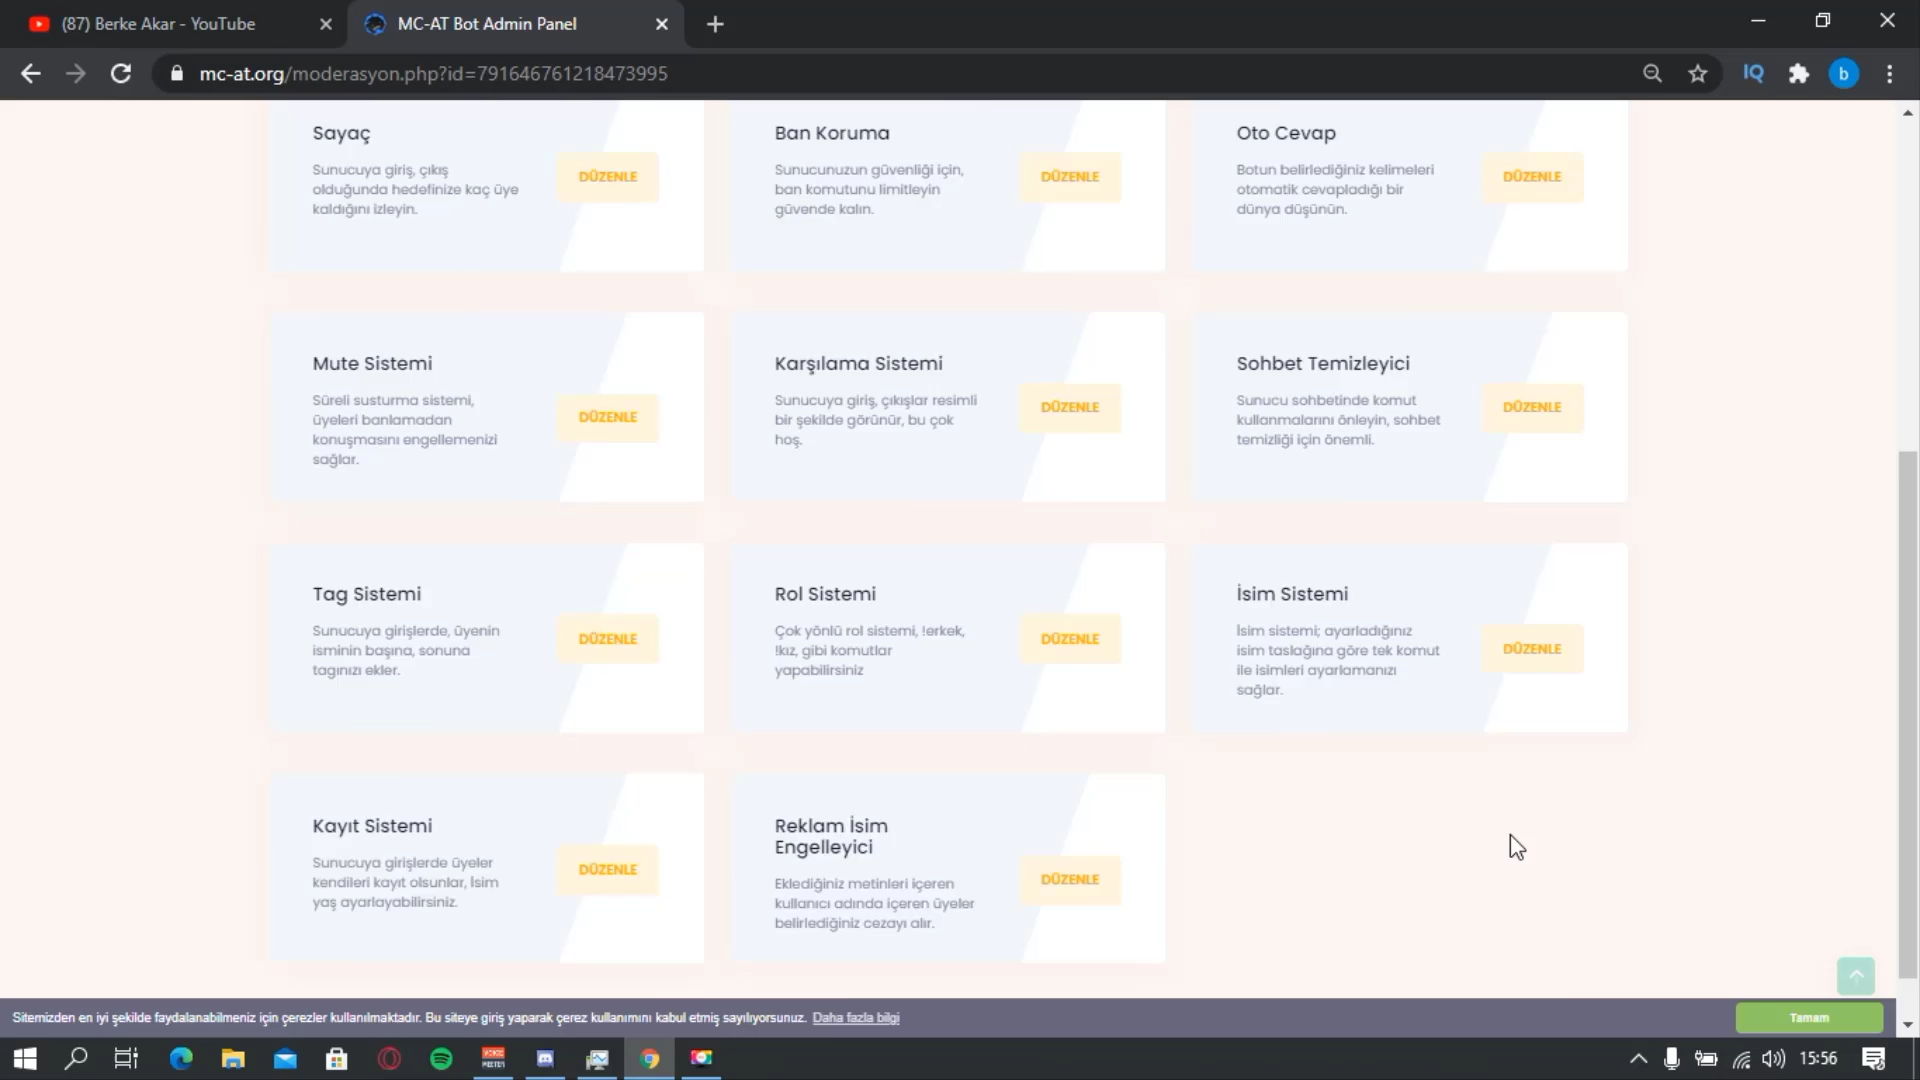 (87) Berke Akar - YouTube
MC-AT Bot Admin Panel
mc-at.org/moderasyon.php?id=791646761218473995
IQ
b
Sayaç
Sunucuya giriş, çıkış
olduğunda hedefinize kaç üye
kaldığını izleyin.
DÜZENLE
Ban Koruma
Sunucunuzun güvenliği için,
ban komutunu limitleyin
güvende kalın.
DÜZENLE
Oto Cevap
Botun belirlediğiniz kelimeleri
otomatik cevapladığı bir
dünya düşünün.
DÜZENLE
Mute Sistemi
Süreli susturma sistemi,
üyeleri banlamadan
konuşmasını engellemenizi
sağlar.
DÜZENLE
Karşılama Sistemi
Sunucuya giriş, çıkışlar resimli
bir şekilde görünür, bu çok
hoş.
DÜZENLE
Sohbet Temizleyici
Sunucu sohbetinde komut
kullanmalarını önleyin, sohbet
temizliği için önemli.
DÜZENLE
Tag Sistemi
Sunucuya girişlerde, üyenin
isminin başına, sonuna
tagınızı ekler.
DÜZENLE
Rol Sistemi
Çok yönlü rol sistemi, !erkek,
!kız, gibi komutlar
yapabilirsiniz
DÜZENLE
İsim Sistemi
İsim sistemi; ayarladığınız
isim taslağına göre tek komut
ile isimleri ayarlamanızı
sağlar.
DÜZENLE
Kayıt Sistemi
Sunucuya girişlerde üyeler
kendileri kayıt olsunlar, İsim
yaş ayarlayabilirsiniz.
DÜZENLE
Reklam İsim
Engelleyici
Eklediğiniz metinleri içeren
kullanıcı adında içeren üyeler
belirlediğiniz cezayı alır.
DÜZENLE
Sitemizden en iyi şekilde faydalanabilmeniz için çerezler kullanılmaktadır. Bu siteye giriş yaparak çerez kullanımını kabul etmiş sayılıyorsunuz. Daha fazla bilgi
Tamam
VOICE
MEETER
15:56